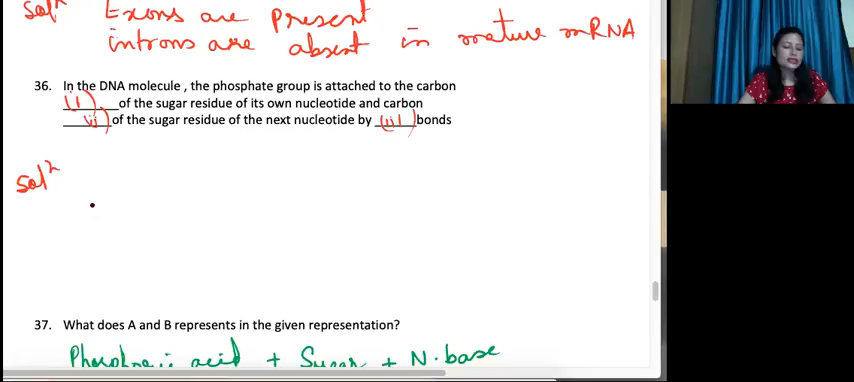 Solⁿ Exons are present
introns are absent in mature mRNA
36. In the DNA molecule , the phosphate group is attached to the carbon
(i) of the sugar residue of its own nucleotide and carbon
(ii) of the sugar residue of the next nucleotide by (iii) bonds
Solⁿ
37. What does A and B represents in the given representation?
Phosphoric acid + Sugar + N.base